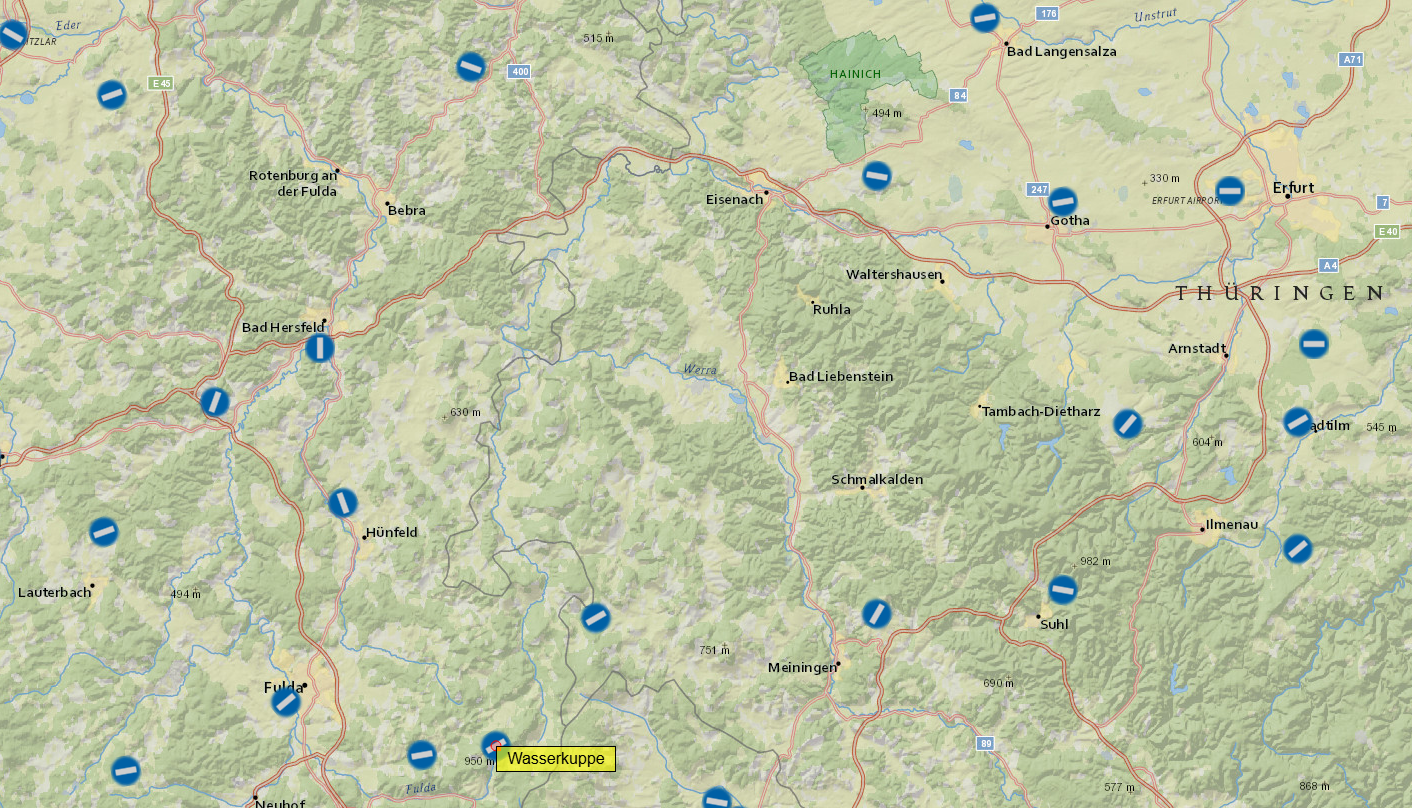 Eder
ITZLAR
E 45
515 m
400
176
Unstrut
Bad Langensalza
A71
HAINICH
84
494 m
Rotenburg an
der Fulda
Bebra
Eisenach
247
330 m
ERFURT AIRPORT
Erfurt
7
Gotha
E 40
A4
Waltershausen
THÜRINGEN
Ruhla
Bad Hersfeld
Arnstadt
Werra
Bad Liebenstein
630 m
Tambach-Dietharz
adtilm
545 m
604 m
Schmalkalden
Hünfeld
Ilmenau
982 m
Lauterbach
494 m
Suhl
751 m
Meiningen
Fulda
690 m
89
950 m
Wasserkuppe
Fulda
577 m
868 m
Neuhof